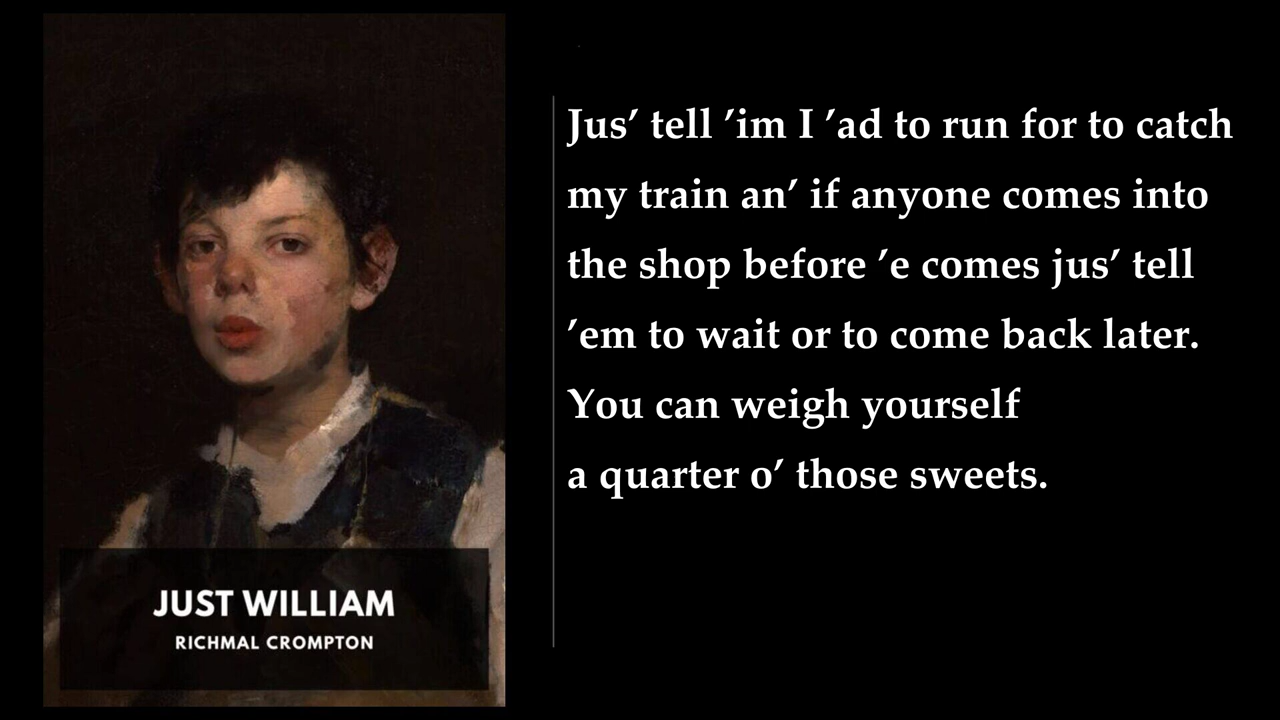 Jus’ tell ’im I ’ad to run for to catch
my train an’ if anyone comes into
the shop before ’e comes jus’ tell
’em to wait or to come back later.
You can weigh yourself
a quarter o’ those sweets.
JUST WILLIAM
RICHMAL CROMPTON